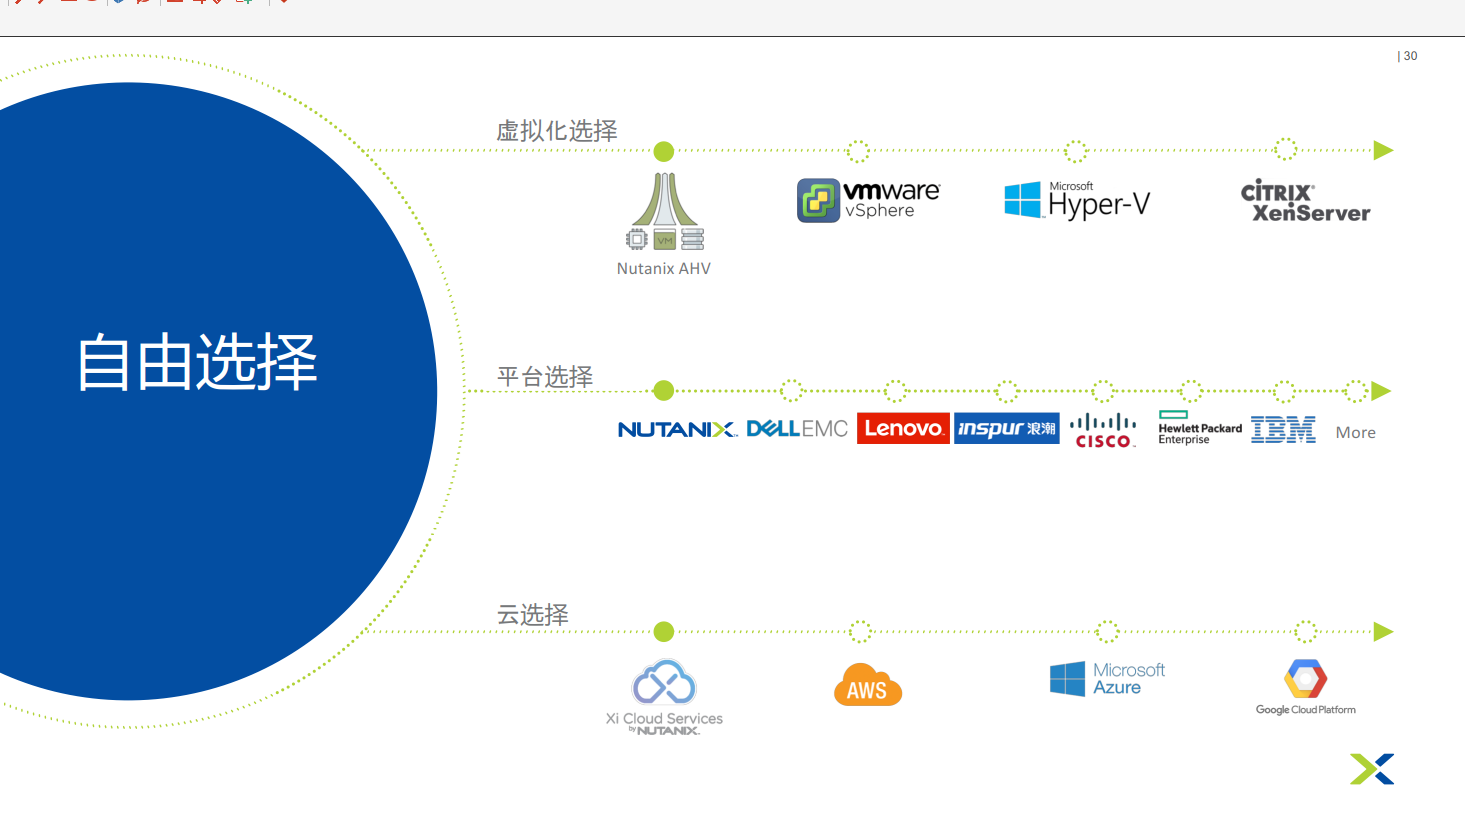 | 30
自由选择
虚拟化选择
VM
Nutanix AHV
vmware
vSphere
Microsoft
Hyper-V
CITRIX
XenServer
平台选择
NUTANIX
DELLEMC
Lenovo
inspur 浪潮
CISCO
Hewlett Packard
Enterprise
IBM
More
云选择
Xi Cloud Services
by NUTANIX
AWS
Microsoft
Azure
Google Cloud Platform